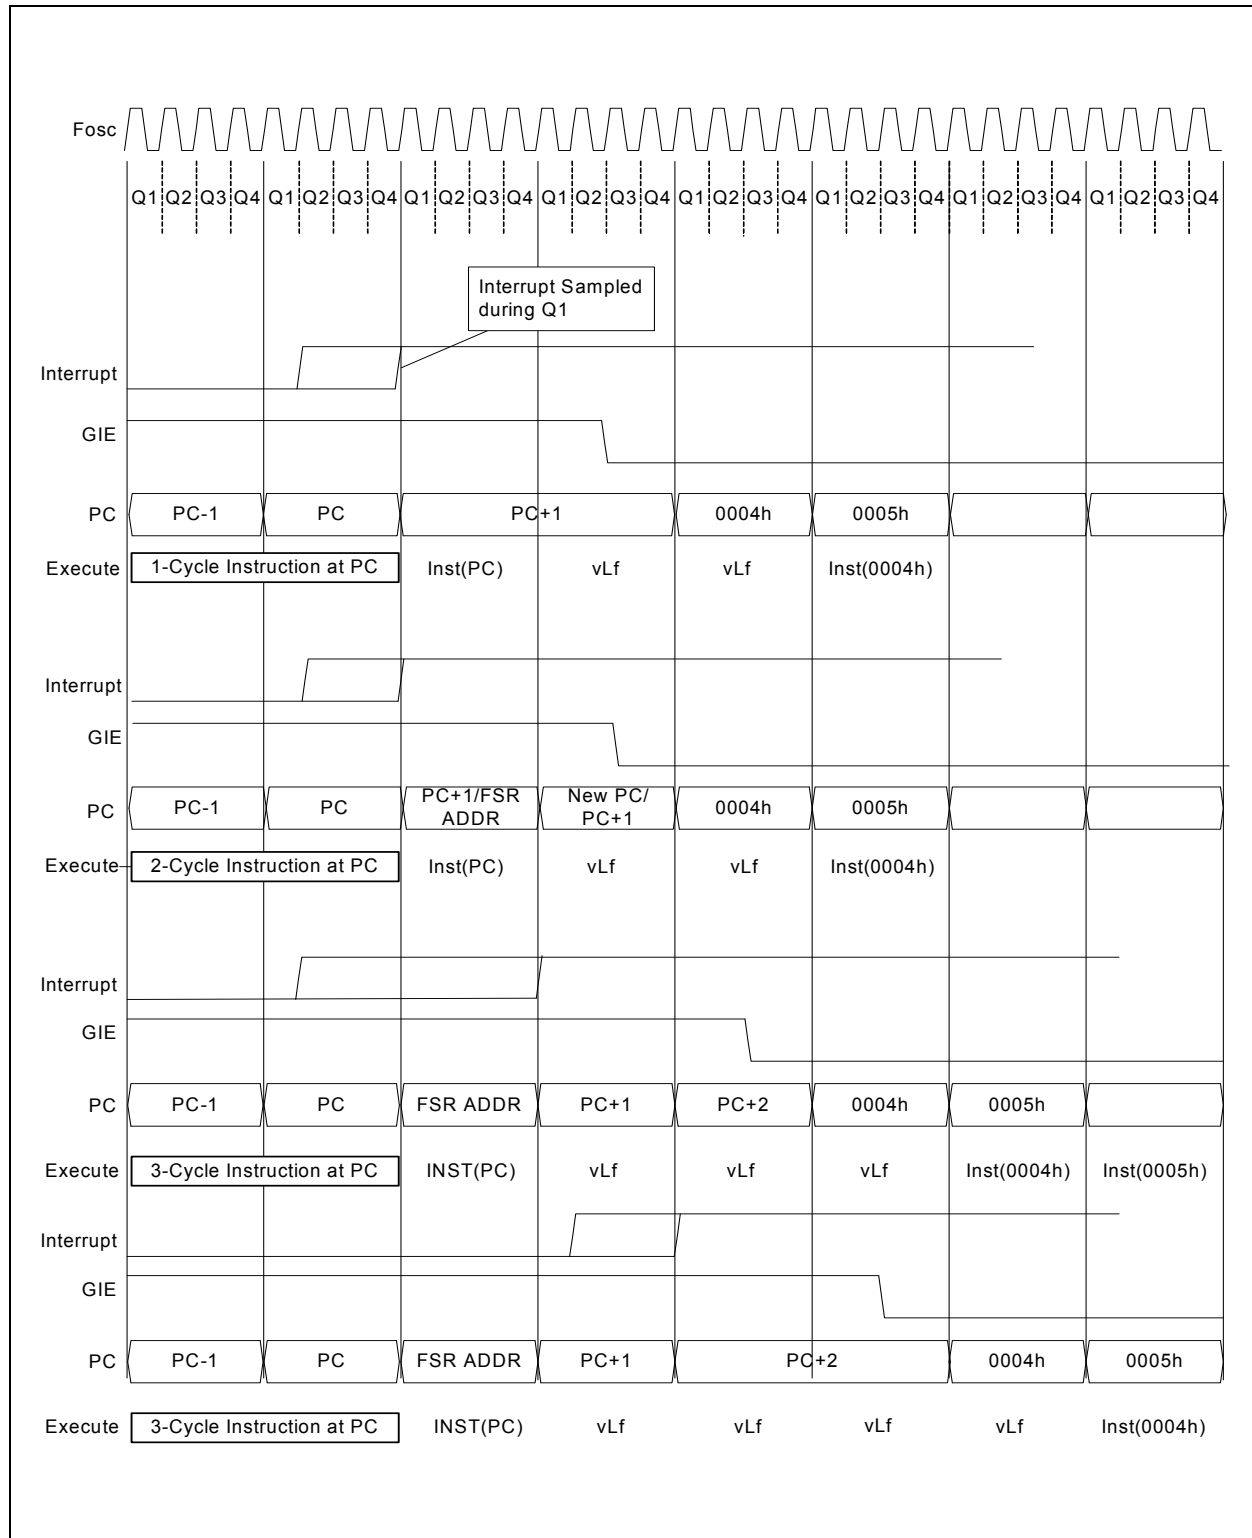 Fosc
Q1 Q2 Q3 Q4 Q1 Q2 Q3 Q4 Q1 Q2 Q3 Q4 Q1 Q2 Q3 Q4 Q1 Q2 Q3 Q4 Q1 Q2 Q3 Q4 Q1 Q2 Q3 Q4 Q1 Q2 Q3 Q4
Interrupt Sampled
during Q1
Interrupt
GIE
PC PC-1 PC PC+1 0004h 0005h
Execute 1-Cycle Instruction at PC Inst(PC) vLf vLf Inst(0004h)
Interrupt
GIE
PC PC-1 PC PC+1/FSR ADDR New PC/ PC+1 0004h 0005h
Execute 2-Cycle Instruction at PC Inst(PC) vLf vLf Inst(0004h)
Interrupt
GIE
PC PC-1 PC FSR ADDR PC+1 PC+2 0004h 0005h
Execute 3-Cycle Instruction at PC INST(PC) vLf vLf vLf Inst(0004h) Inst(0005h)
Interrupt
GIE
PC PC-1 PC FSR ADDR PC+1 PC+2 0004h 0005h
Execute 3-Cycle Instruction at PC INST(PC) vLf vLf vLf vLf Inst(0004h)